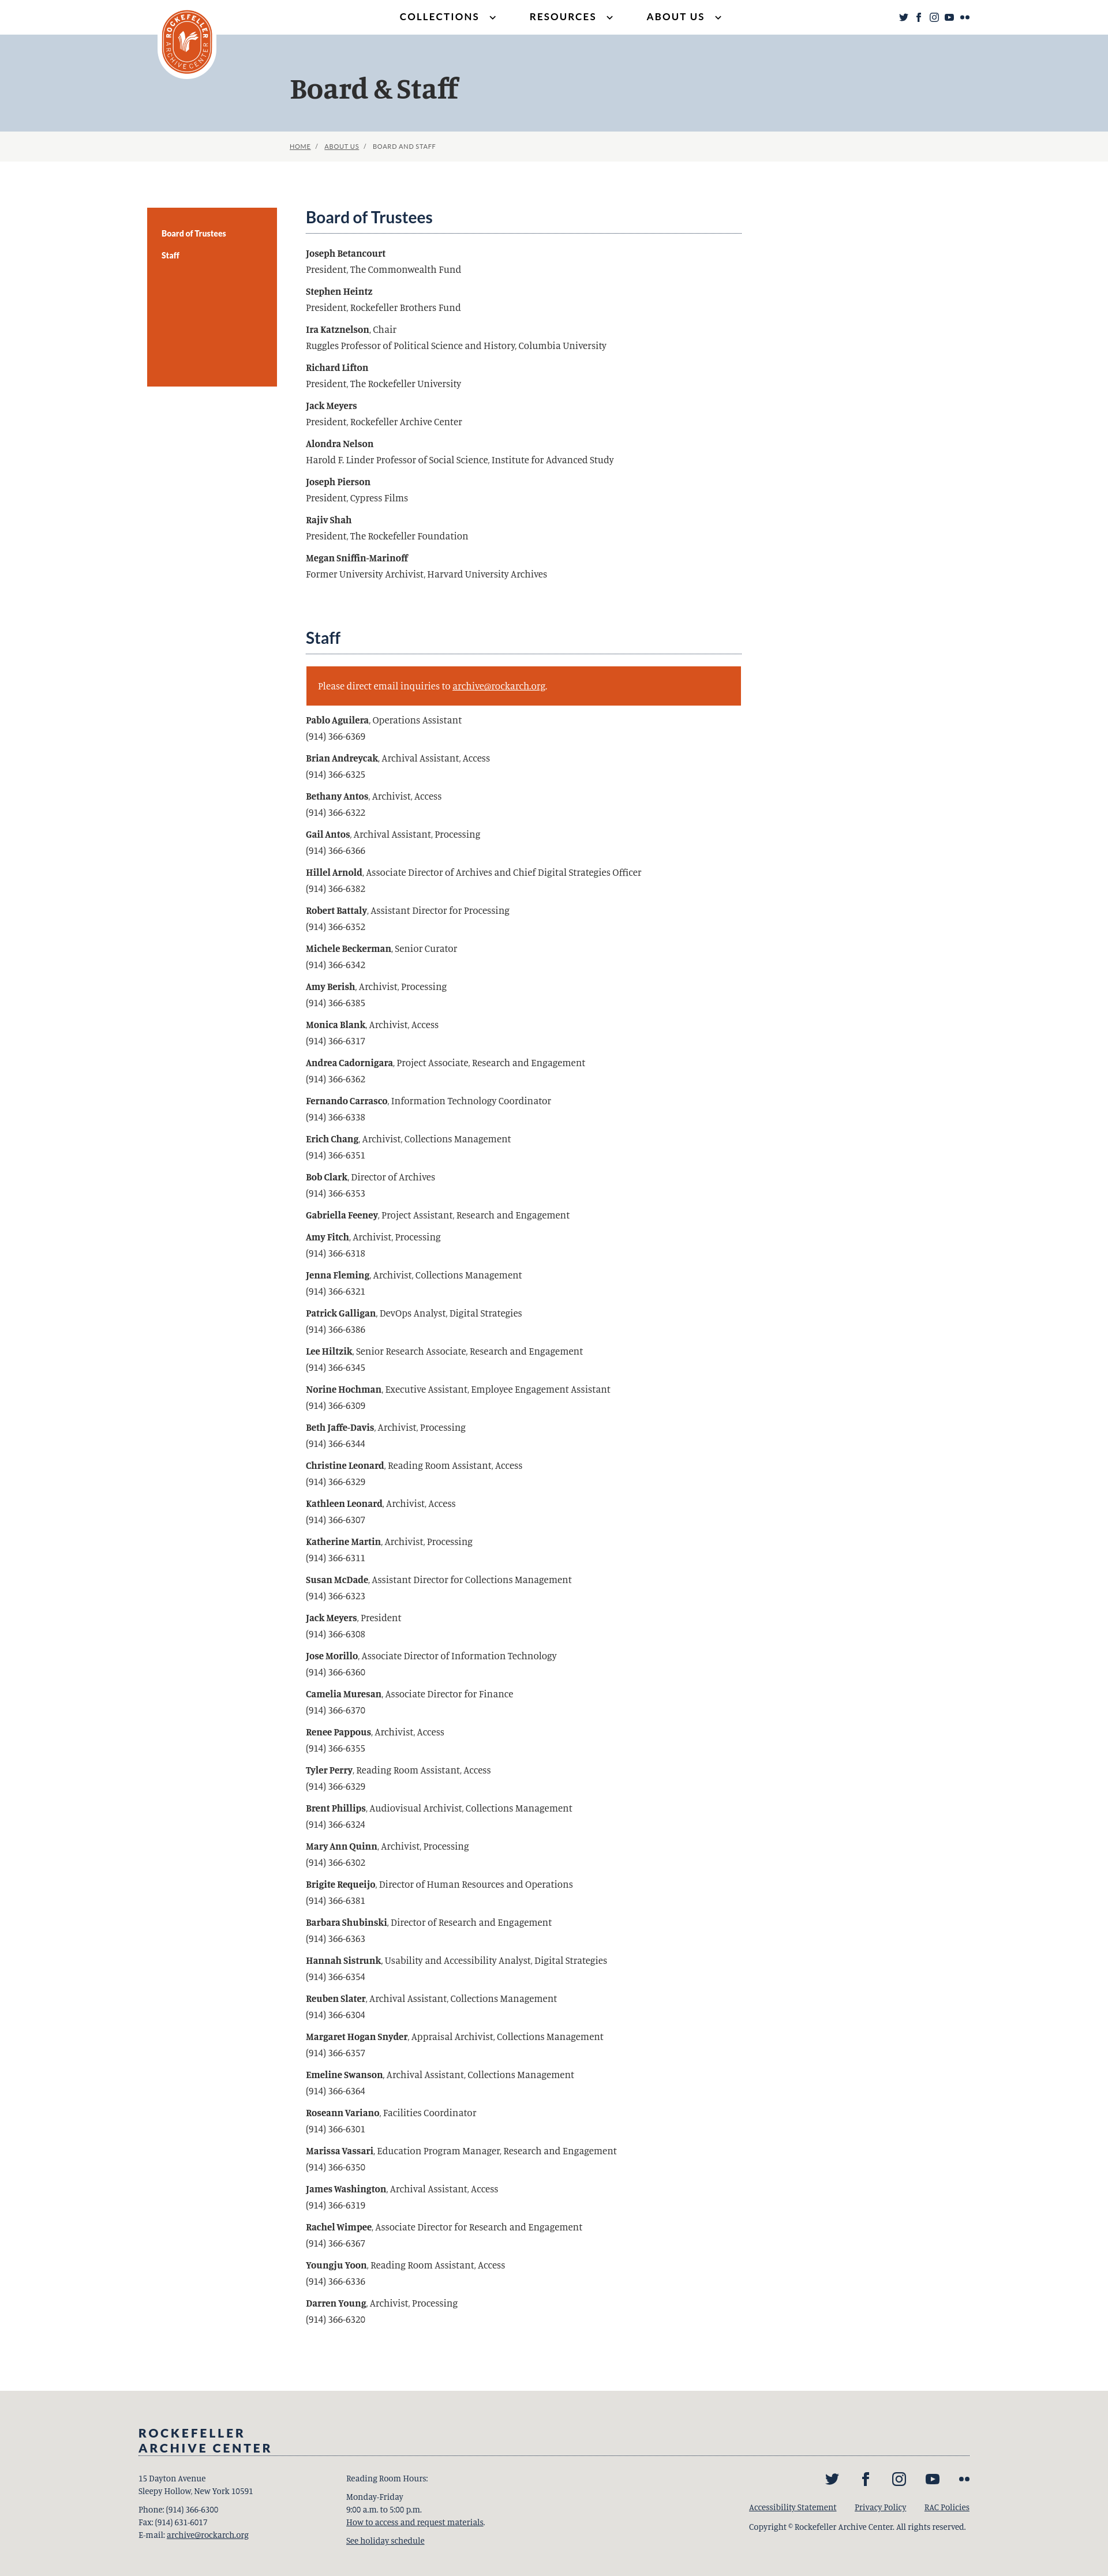 COLLECTIONS
RESOURCES
ABOUT US
ROCKEFELLER
ARCHIVE CENTER
Board & Staff
HOME / ABOUT US / BOARD AND STAFF
Board of Trustees
Staff
Board of Trustees
Joseph Betancourt
President, The Commonwealth Fund
Stephen Heintz
President, Rockefeller Brothers Fund
Ira Katznelson, Chair
Ruggles Professor of Political Science and History, Columbia University
Richard Lifton
President, The Rockefeller University
Jack Meyers
President, Rockefeller Archive Center
Alondra Nelson
Harold F. Linder Professor of Social Science, Institute for Advanced Study
Joseph Pierson
President, Cypress Films
Rajiv Shah
President, The Rockefeller Foundation
Megan Sniffin-Marinoff
Former University Archivist, Harvard University Archives
Staff
Please direct email inquiries to archive@rockarch.org.
Pablo Aguilera, Operations Assistant
(914) 366-6369
Brian Andreycak, Archival Assistant, Access
(914) 366-6325
Bethany Antos, Archivist, Access
(914) 366-6322
Gail Antos, Archival Assistant, Processing
(914) 366-6366
Hillel Arnold, Associate Director of Archives and Chief Digital Strategies Officer
(914) 366-6382
Robert Battaly, Assistant Director for Processing
(914) 366-6352
Michele Beckerman, Senior Curator
(914) 366-6342
Amy Berish, Archivist, Processing
(914) 366-6385
Monica Blank, Archivist, Access
(914) 366-6317
Andrea Cadornigara, Project Associate, Research and Engagement
(914) 366-6362
Fernando Carrasco, Information Technology Coordinator
(914) 366-6338
Erich Chang, Archivist, Collections Management
(914) 366-6351
Bob Clark, Director of Archives
(914) 366-6353
Gabriella Feeney, Project Assistant, Research and Engagement
Amy Fitch, Archivist, Processing
(914) 366-6318
Jenna Fleming, Archivist, Collections Management
(914) 366-6321
Patrick Galligan, DevOps Analyst, Digital Strategies
(914) 366-6386
Lee Hiltzik, Senior Research Associate, Research and Engagement
(914) 366-6345
Norine Hochman, Executive Assistant, Employee Engagement Assistant
(914) 366-6309
Beth Jaffe-Davis, Archivist, Processing
(914) 366-6344
Christine Leonard, Reading Room Assistant, Access
(914) 366-6329
Kathleen Leonard, Archivist, Access
(914) 366-6307
Katherine Martin, Archivist, Processing
(914) 366-6311
Susan McDade, Assistant Director for Collections Management
(914) 366-6323
Jack Meyers, President
(914) 366-6308
Jose Morillo, Associate Director of Information Technology
(914) 366-6360
Camelia Muresan, Associate Director for Finance
(914) 366-6370
Renee Pappous, Archivist, Access
(914) 366-6355
Tyler Perry, Reading Room Assistant, Access
(914) 366-6329
Brent Phillips, Audiovisual Archivist, Collections Management
(914) 366-6324
Mary Ann Quinn, Archivist, Processing
(914) 366-6302
Brigite Requeijo, Director of Human Resources and Operations
(914) 366-6381
Barbara Shubinski, Director of Research and Engagement
(914) 366-6363
Hannah Sistrunk, Usability and Accessibility Analyst, Digital Strategies
(914) 366-6354
Reuben Slater, Archival Assistant, Collections Management
(914) 366-6304
Margaret Hogan Snyder, Appraisal Archivist, Collections Management
(914) 366-6357
Emeline Swanson, Archival Assistant, Collections Management
(914) 366-6364
Roseann Variano, Facilities Coordinator
(914) 366-6301
Marissa Vassari, Education Program Manager, Research and Engagement
(914) 366-6350
James Washington, Archival Assistant, Access
(914) 366-6319
Rachel Wimpee, Associate Director for Research and Engagement
(914) 366-6367
Youngju Yoon, Reading Room Assistant, Access
(914) 366-6336
Darren Young, Archivist, Processing
(914) 366-6320
ROCKEFELLER
ARCHIVE CENTER
15 Dayton Avenue
Sleepy Hollow, New York 10591
Phone: (914) 366-6300
Fax: (914) 631-6017
E-mail: archive@rockarch.org
Reading Room Hours:
Monday-Friday
9:00 a.m. to 5:00 p.m.
How to access and request materials.
See holiday schedule
Accessibility Statement
Privacy Policy
RAC Policies
Copyright © Rockefeller Archive Center. All rights reserved.